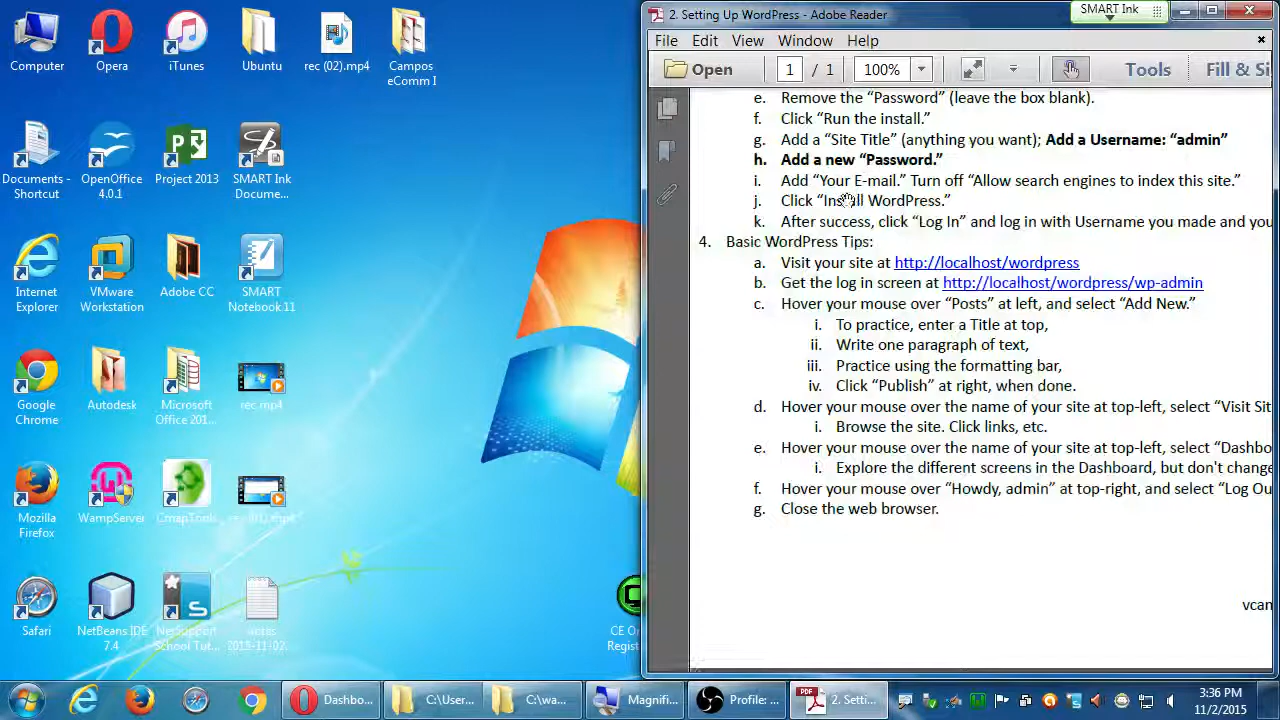 Computer
Opera
iTunes
Ubuntu
rec (02).mp4
Campos
eComm I
Documents -
Shortcut
OpenOffice
4.0.1
Project 2013
SMART Ink
Docume...
Internet
Explorer
VMware
Workstation
Adobe CC
SMART
Notebook 11
Google
Chrome
Autodesk
Microsoft
Office 201...
rec.mp4
Mozilla
Firefox
WampServer
CmapTools
rec (01).mp4
Safari
NetBeans IDE
7.4
NetSupport
School Tut...
2015-11-02...
CE On
Regist
2. Setting Up WordPress - Adobe Reader
SMART Ink
File Edit View Window Help
Open 1 / 1 100% Tools Fill & Si
e. Remove the “Password” (leave the box blank).
f. Click “Run the install.”
g. Add a “Site Title” (anything you want); Add a Username: “admin”
h. Add a new “Password.”
i. Add “Your E-mail.” Turn off “Allow search engines to index this site.”
j. Click “Install WordPress.”
k. After success, click “Log In” and log in with Username you made and you
4. Basic WordPress Tips:
a. Visit your site at http://localhost/wordpress
b. Get the log in screen at http://localhost/wordpress/wp-admin
c. Hover your mouse over “Posts” at left, and select “Add New.”
i. To practice, enter a Title at top,
ii. Write one paragraph of text,
iii. Practice using the formatting bar,
iv. Click “Publish” at right, when done.
d. Hover your mouse over the name of your site at top-left, select “Visit Sit
i. Browse the site. Click links, etc.
e. Hover your mouse over the name of your site at top-left, select “Dashbo
i. Explore the different screens in the Dashboard, but don't change
f. Hover your mouse over “Howdy, admin” at top-right, and select “Log Ou
g. Close the web browser.
vcan
Dashbo... C:\User... C:\wa... Magnifi... Profile: ... 2. Setti...
3:36 PM
11/2/2015